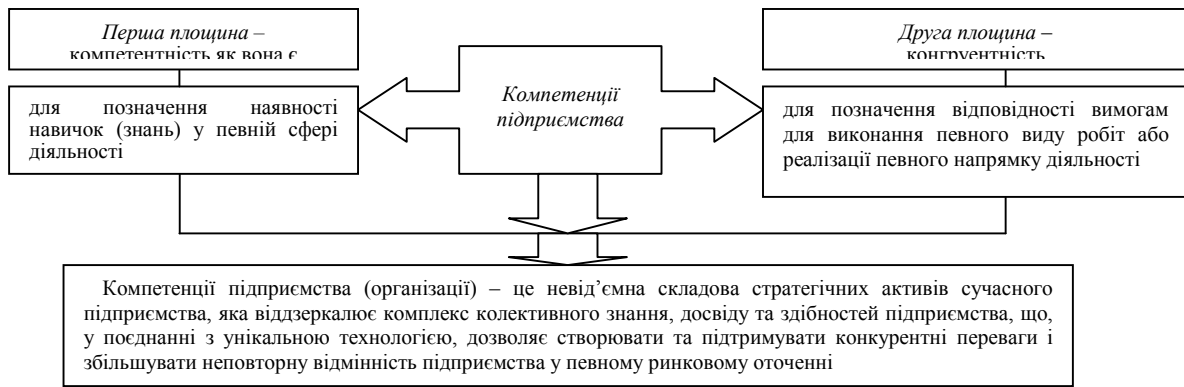 Перша площина –
компетентність як вона є
для позначення наявності
навичок (знань) у певній сфері
діяльності
Компетенції
підприємства
Друга площина –
конгруентність
для позначення відповідності вимогам
для виконання певного виду робіт або
реалізації певного напрямку діяльності
Компетенції підприємства (організації) – це невід’ємна складова стратегічних активів сучасного
підприємства, яка віддзеркалює комплекс колективного знання, досвіду та здібностей підприємства, що,
у поєднанні з унікальною технологією, дозволяє створювати та підтримувати конкурентні переваги і
збільшувати неповторну відмінність підприємства у певному ринковому оточенні